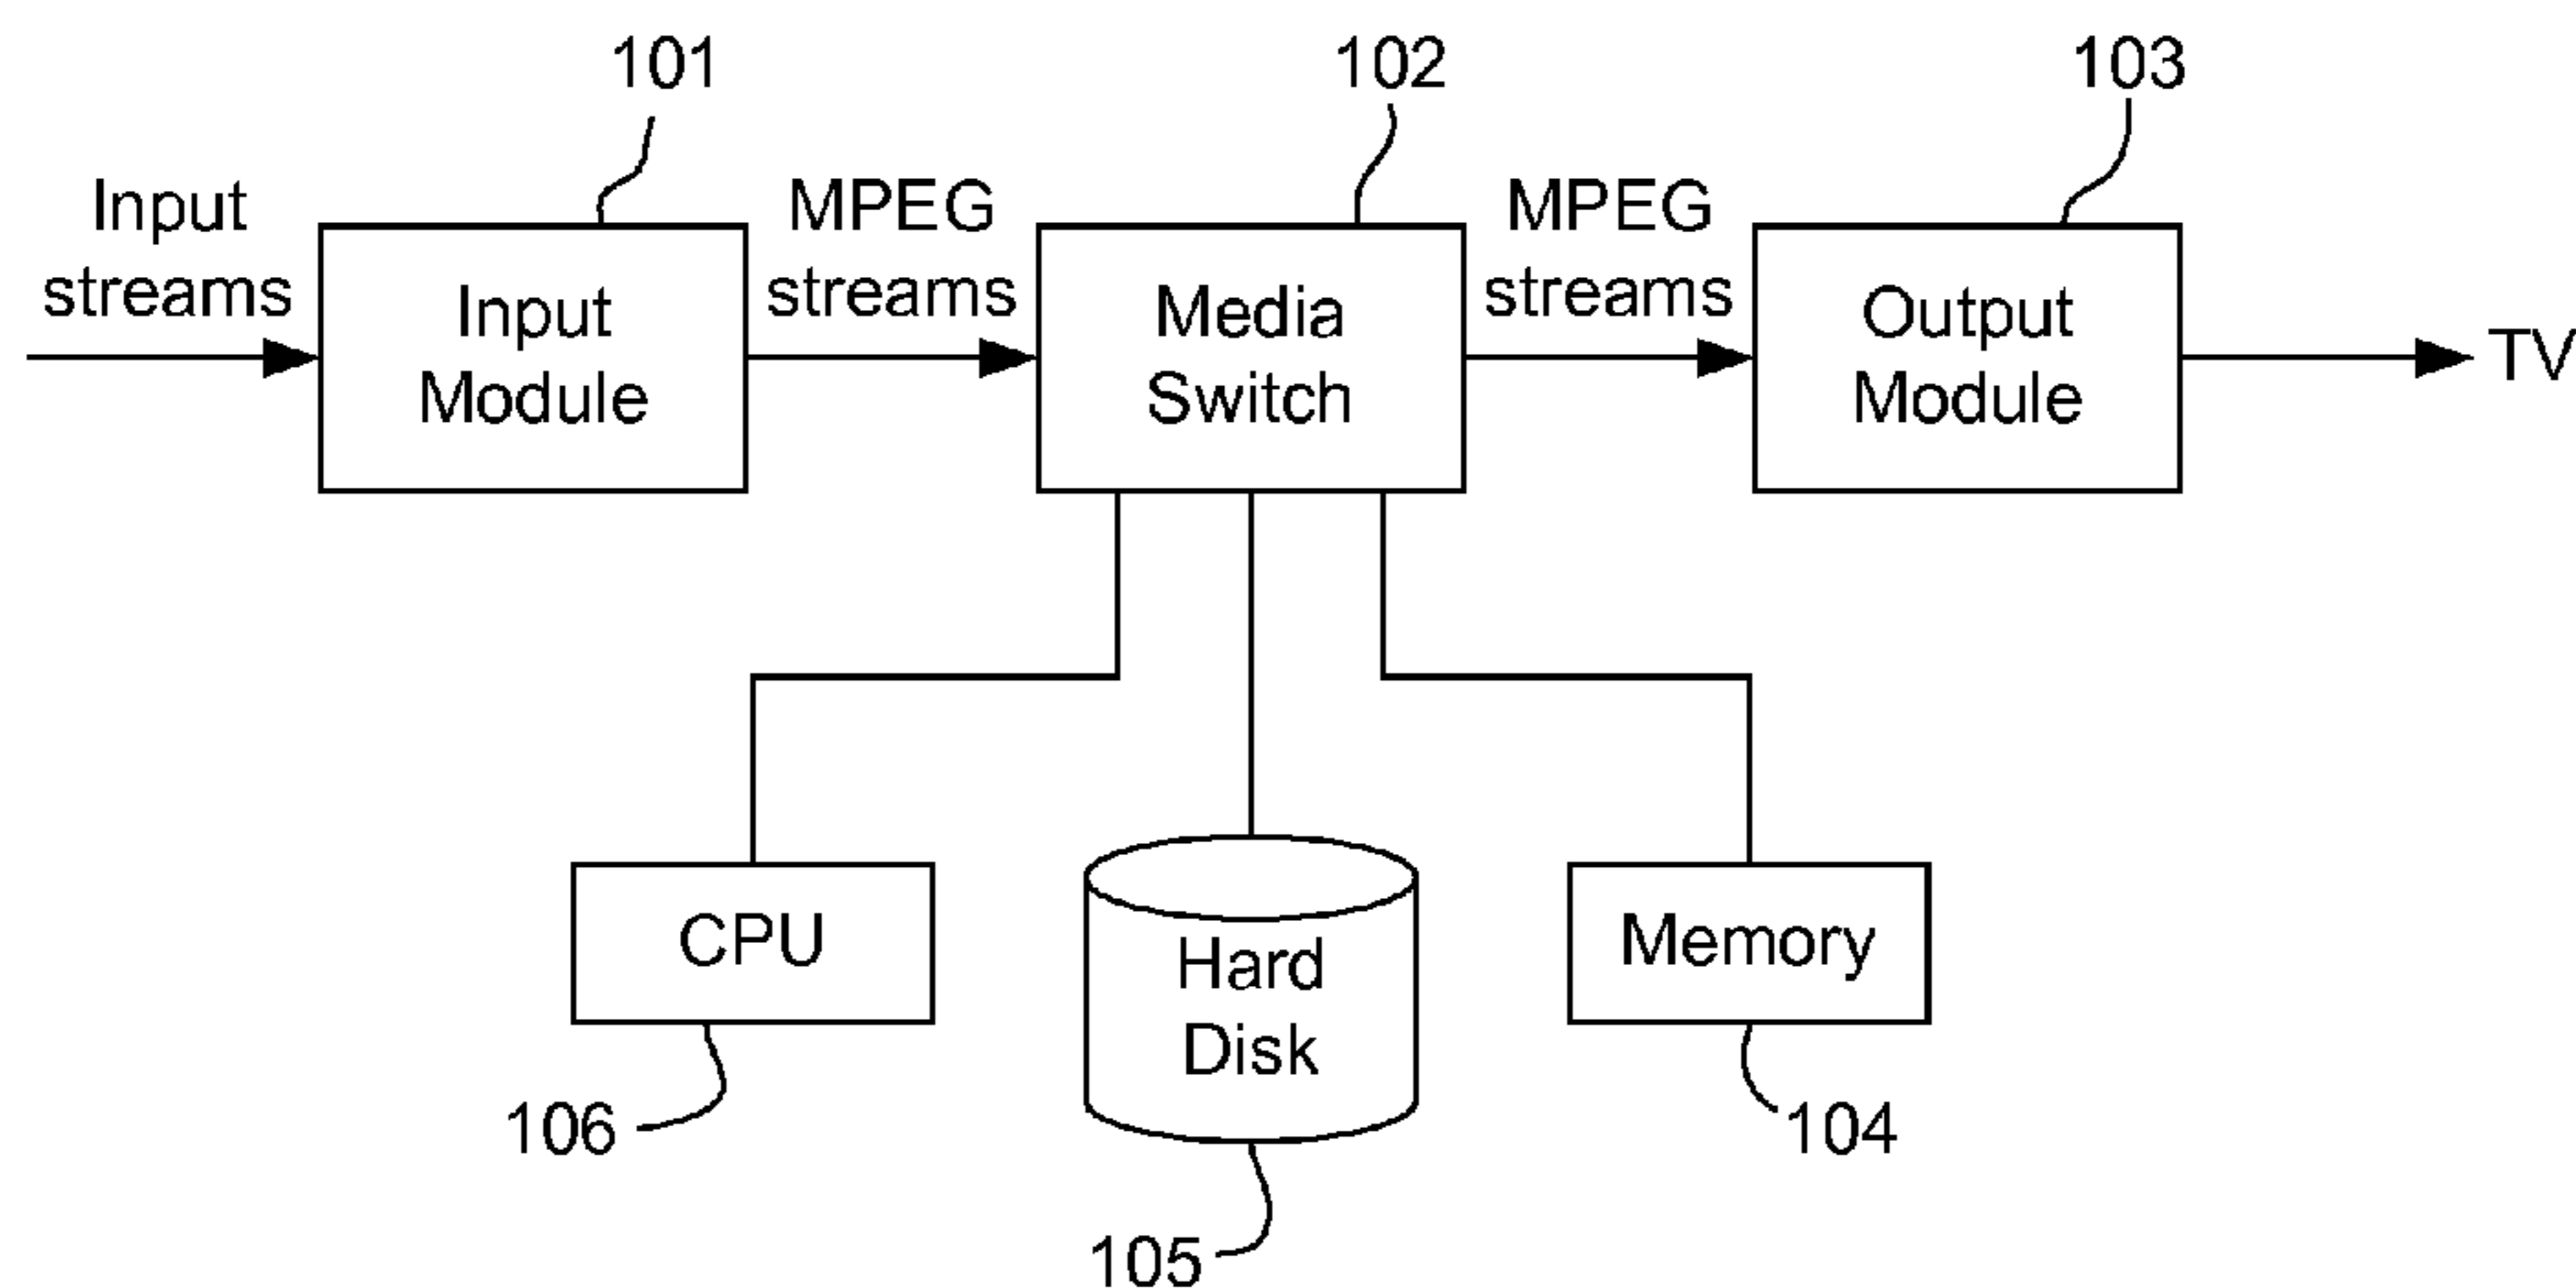 101
102
103
Input
streams
Input
Module
MPEG
streams
Media
Switch
MPEG
streams
Output
Module
TV
CPU
Hard
Disk
Memory
106
105
104